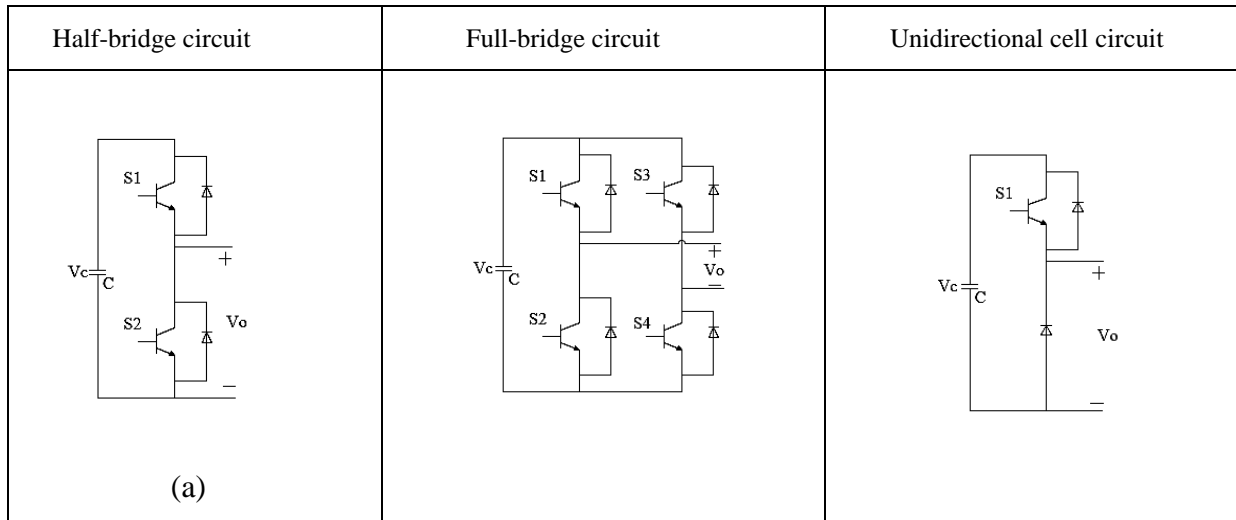 Half-bridge circuit
Full-bridge circuit
Unidirectional cell circuit
S1
+
Vc C
S2
Vo
−
(a)
S1 S3
+
Vc C
Vo
−
S2 S4
S1
+
Vc C
Vo
−